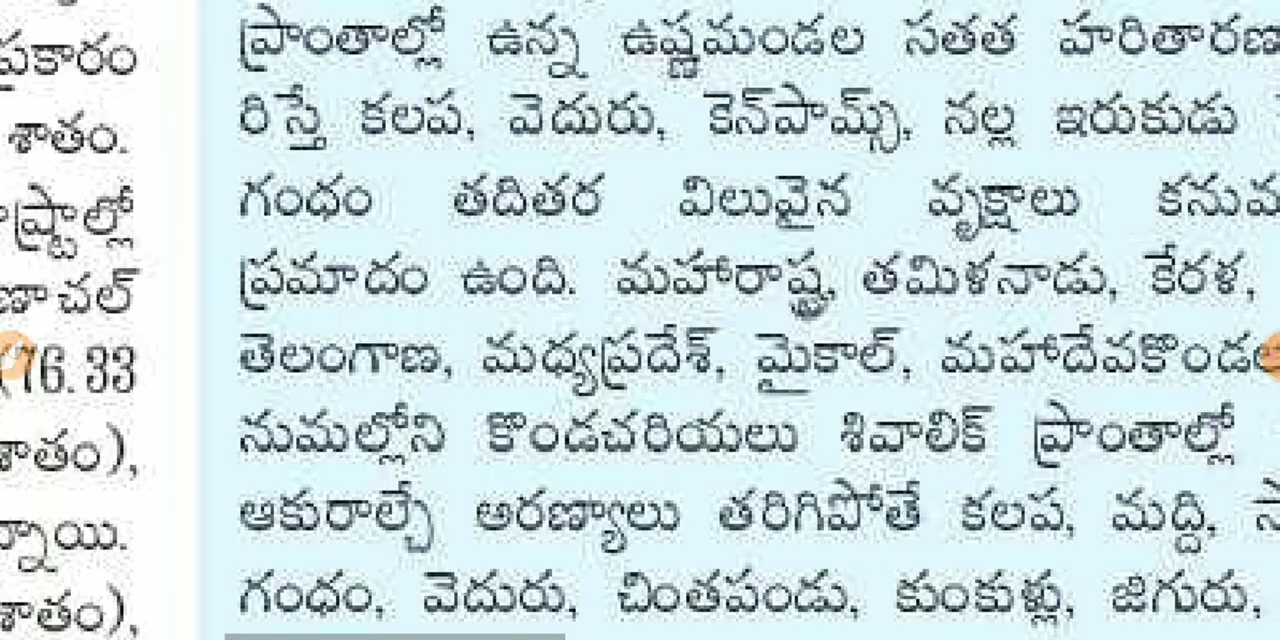 ప్రకారం
శాతం.
ష్ట్రాల్లో
ణాచల్
76.33
శాతం),
న్నాయి.
శాతం),
ప్రాంతాల్లో ఉన్న ఉష్ణమండల సతత హరితారణ
రిస్తే కలప, వెదురు, కెన్‌పామ్స్, నల్ల ఇరుకుడు
గంధం తదితర విలువైన వృక్షాలు కనుమ
ప్రమాదం ఉంది. మహారాష్ట్ర, తమిళనాడు, కేరళ,
తెలంగాణ, మధ్యప్రదేశ్, మైకాల్, మహాదేవకొండల
నుమల్లోని కొండచరియలు శివాలిక్ ప్రాంతాల్లో
ఆకురాల్చే అరణ్యాలు తరిగిపోతే కలప, మద్ది,
గంధం, వెదురు, చింతపండు, కుంకుళ్లు, జిగురు,